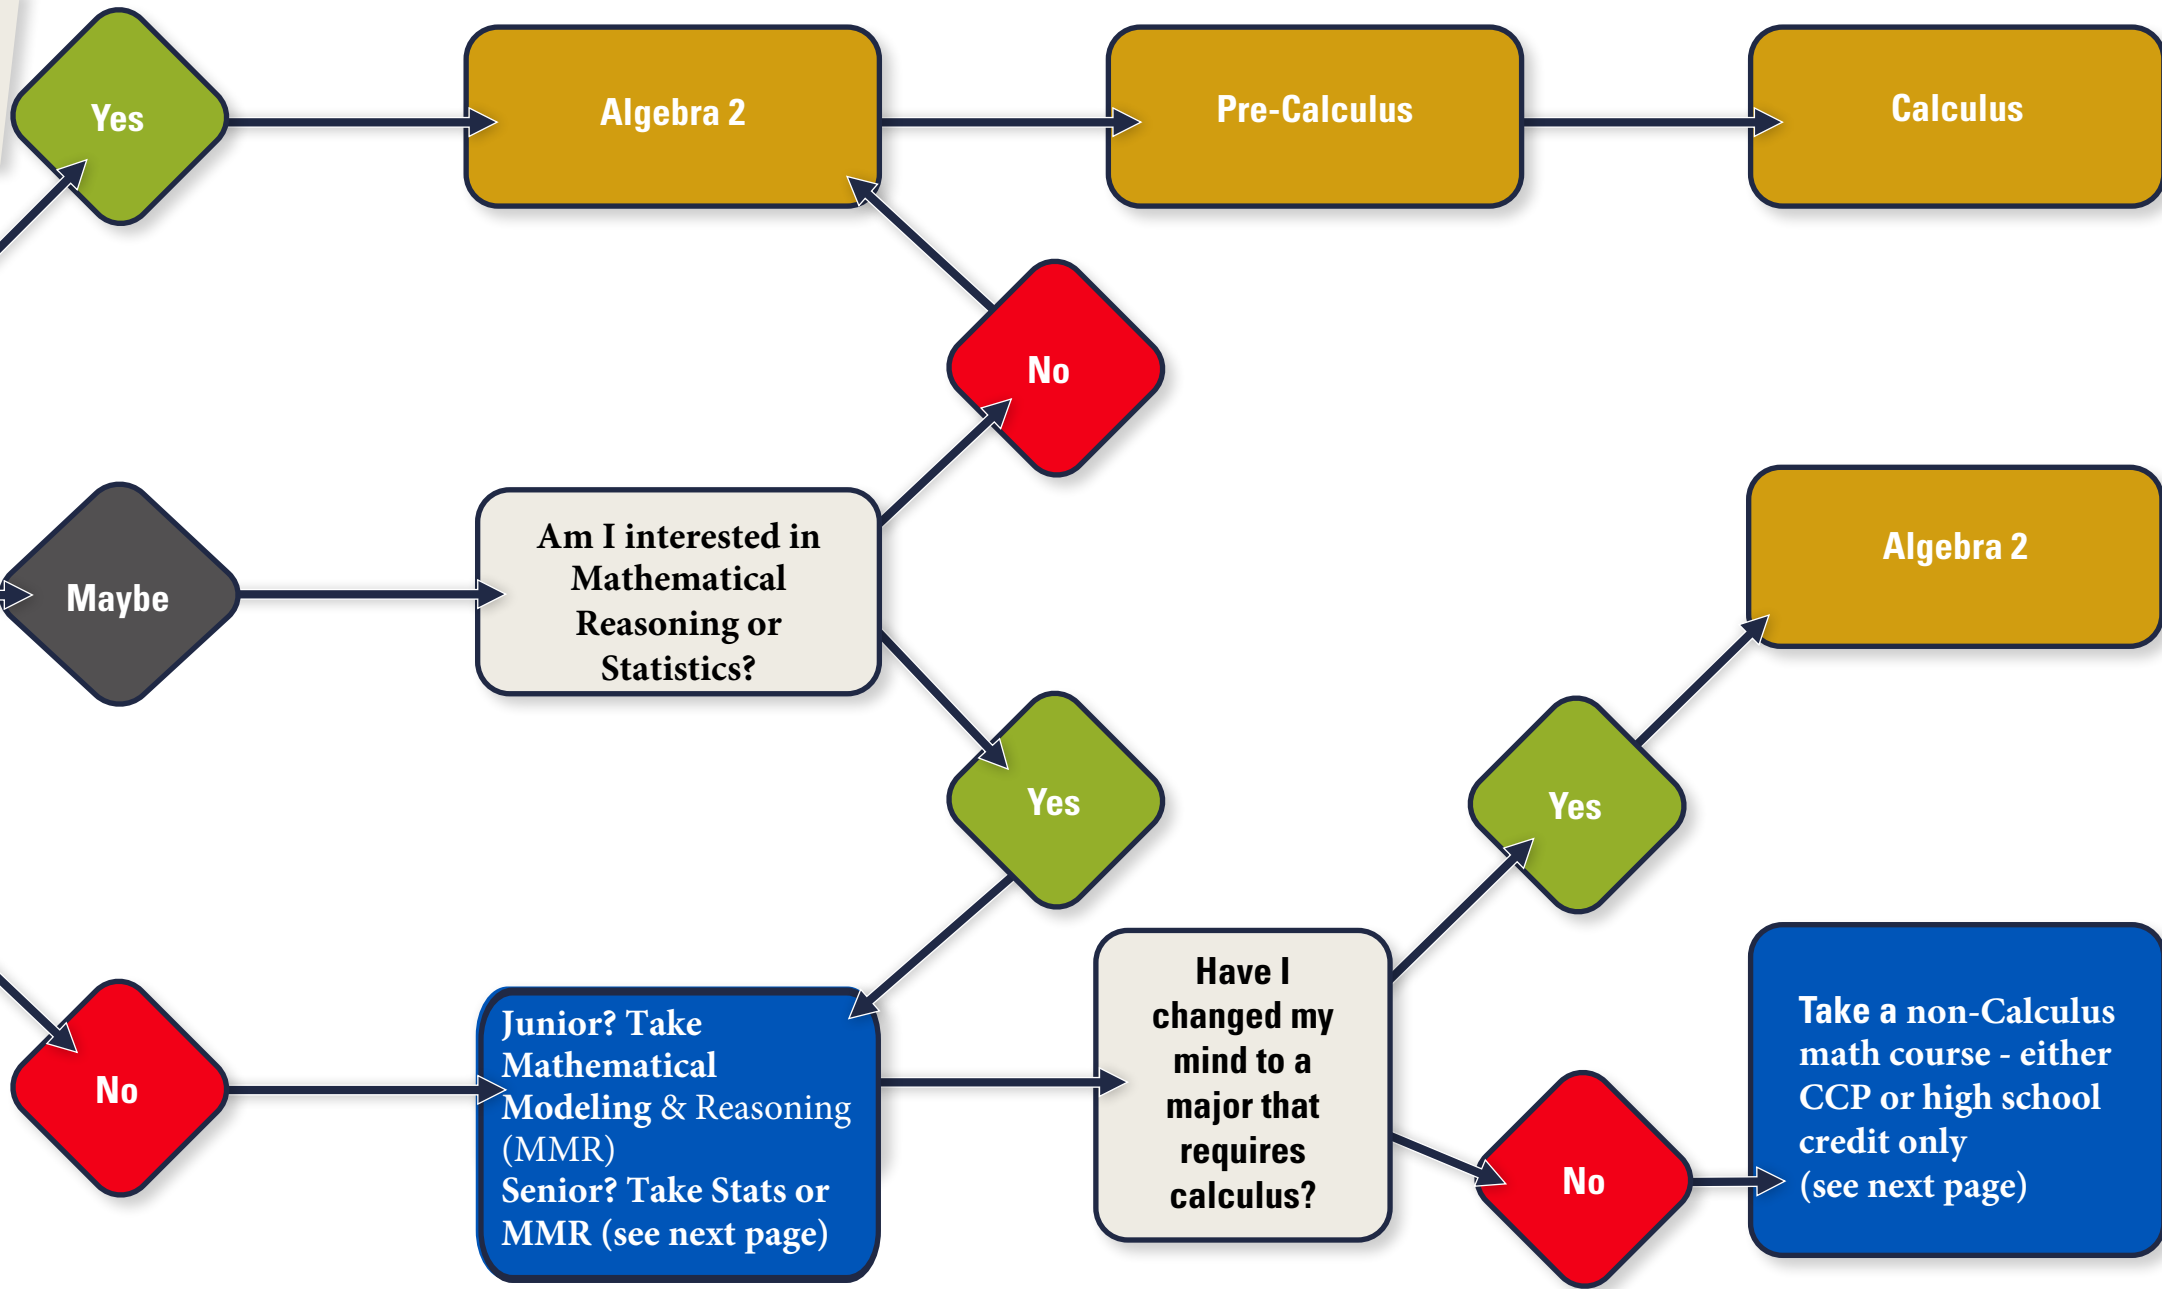 Yes
Algebra 2
Pre-Calculus
Calculus
No
Maybe
Am I interested in
Mathematical
Reasoning or
Statistics?
Algebra 2
Yes
Yes
No
Junior? Take
Mathematical
Modeling & Reasoning
(MMR)
Senior? Take Stats or
MMR (see next page)
Have I
changed my
mind to a
major that
requires
calculus?
No
Take a non-Calculus
math course - either
CCP or high school
credit only
(see next page)